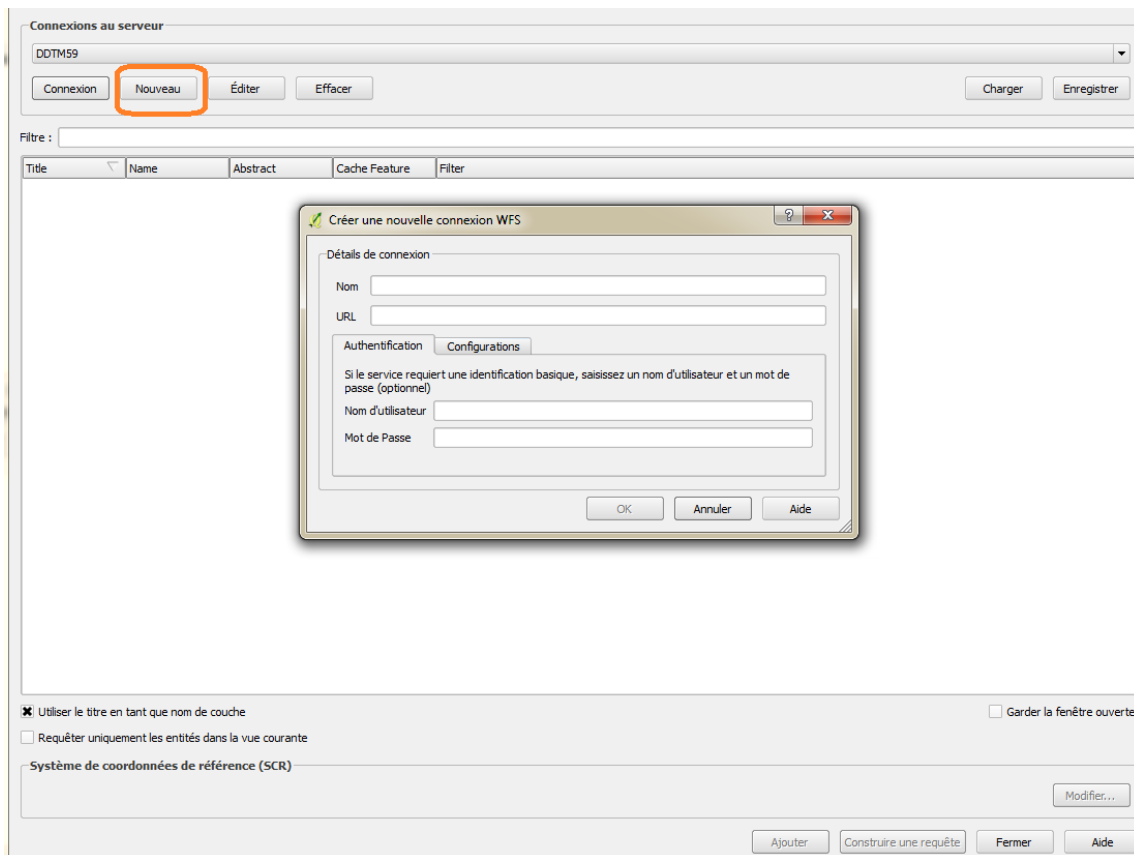 Connexions au serveur
DDTM59
Connexion Nouveau Éditer Effacer Charger Enregistrer
Filtre :
Title Name Abstract Cache Feature Filter
Créer une nouvelle connexion WFS
Détails de connexion
Nom
URL
Authentification Configurations
Si le service requiert une identification basique, saisissez un nom d'utilisateur et un mot de
passe (optionnel)
Nom d'utilisateur
Mot de Passe
OK Annuler Aide
Utiliser le titre en tant que nom de couche Garder la fenêtre ouverte
Requêter uniquement les entités dans la vue courante
Système de coordonnées de référence (SCR)
Modifier...
Ajouter Construire une requête Fermer Aide